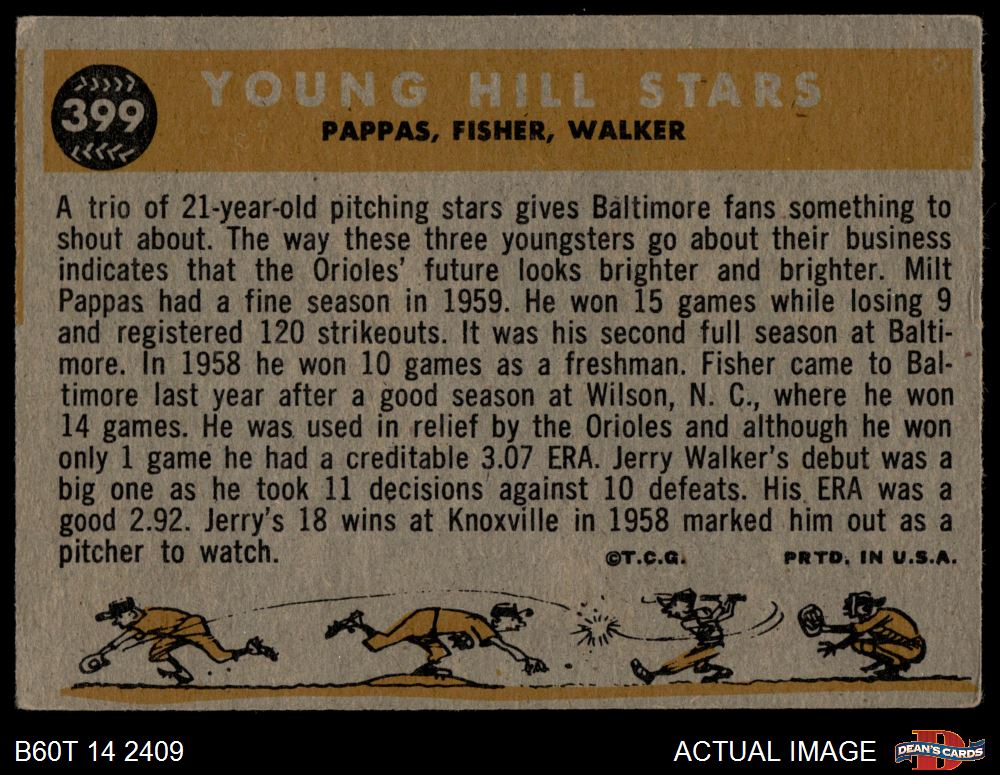 399
YOUNG HILL STARS
PAPPAS, FISHER, WALKER
A trio of 21-year-old pitching stars gives Baltimore fans something to
shout about. The way these three youngsters go about their business
indicates that the Orioles' future looks brighter and brighter. Milt
Pappas had a fine season in 1959. He won 15 games while losing 9
and registered 120 strikeouts. It was his second full season at Balti-
more. In 1958 he won 10 games as a freshman. Fisher came to Bal-
timore last year after a good season at Wilson, N. C., where he won
14 games. He was used in relief by the Orioles and although he won
only 1 game he had a creditable 3.07 ERA. Jerry Walker's debut was a
big one as he took 11 decisions against 10 defeats. His ERA was a
good 2.92. Jerry's 18 wins at Knoxville in 1958 marked him out as a
pitcher to watch.
©T.C.G. PRTD. IN U.S.A.
B60T 14 2409
ACTUAL IMAGE
D
DEAN'S CARDS